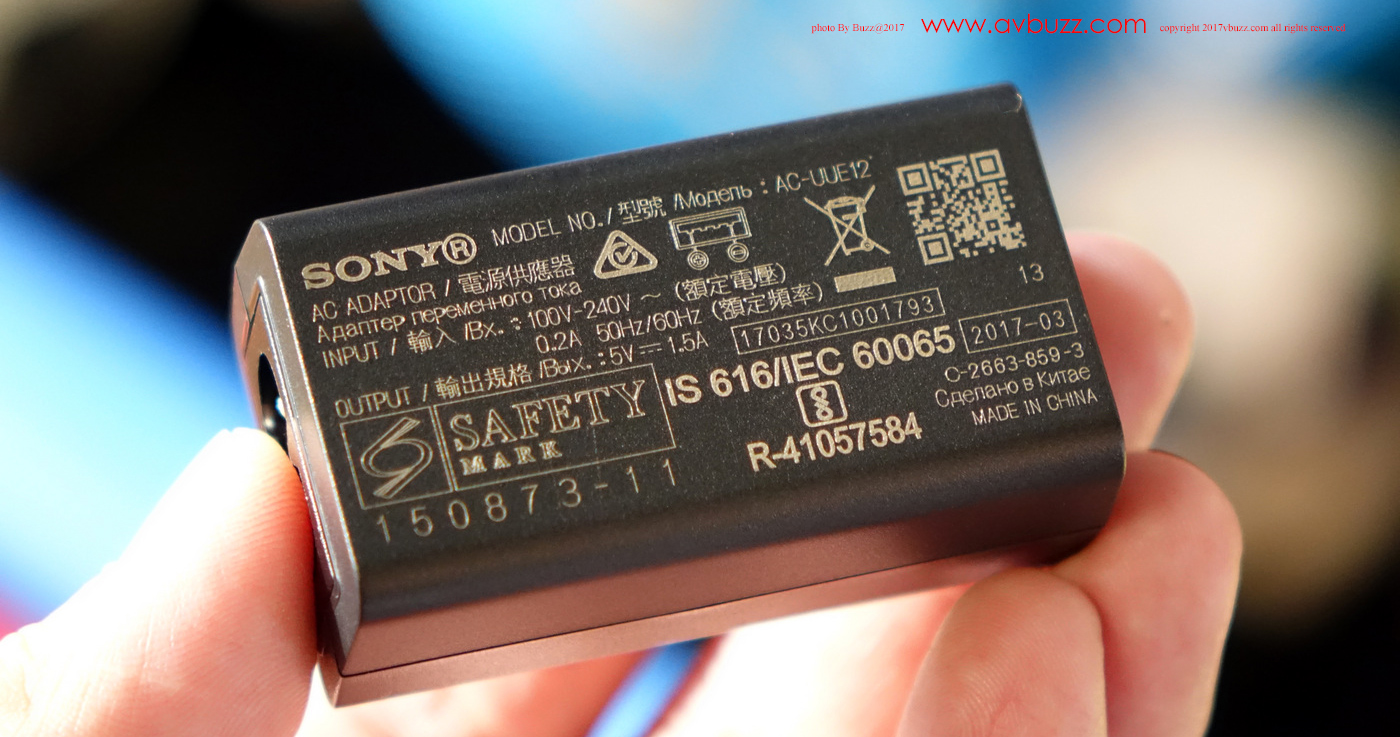 photo By Buzz@2017 www.avbuzz.com copyright 2017vbuzz.com all rights reserved
SONY® MODEL NO./型號 /Модель : AC-UUE12
AC ADAPTOR / 電源供應器
Адаптер переменного тока
INPUT / 輸入 /Вх. : 100V-240V ～ (額定電壓)
0.2A 50Hz/60Hz (額定頻率)
OUTPUT / 輸出規格 /Вых. : 5V ⎓ 1.5A
SAFETY
MARK
150873-11
17035KC1001793
IS 616/IEC 60065
R-41057584
13
2017-03
C-2663-859-3
Сделано в Китае
MADE IN CHINA